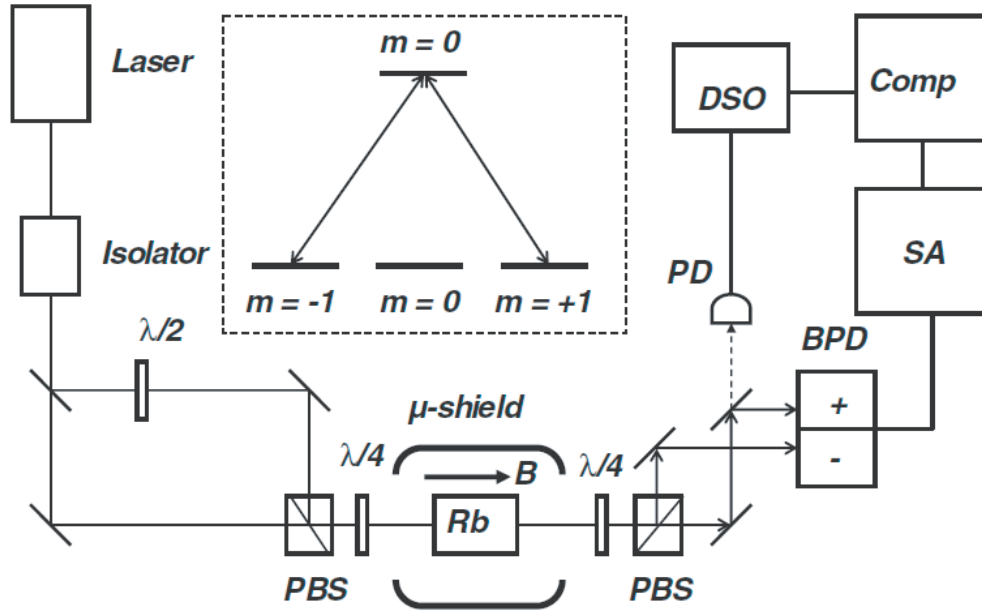 Laser
m = 0
DSO
Comp
Isolator
m = -1
m = 0
m = +1
PD
SA
λ/2
BPD
+
-
μ-shield
λ/4
B
λ/4
Rb
PBS
PBS